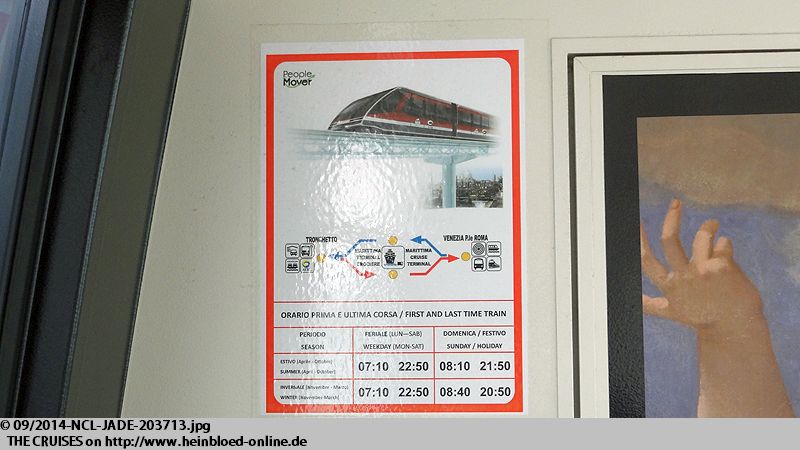 People
Mover
TRONCHETTO
VENEZIA P.le ROMA
MARITTIMA
TERMINAL
CROCIERE
MARITTIMA
CRUISE
TERMINAL
ORARIO PRIMA E ULTIMA CORSA / FIRST AND LAST TIME TRAIN
PERIODO FERIALE (LUN—SAB) DOMENICA / FESTIVO
SEASON WEEKDAY (MON-SAT) SUNDAY / HOLIDAY
ESTIVO (Aprile - Ottobre)
SUMMER (April - October)
07:10 22:50 08:10 21:50
INVERNALE (Novembre - Marzo)
WINTER (November-March)
07:10 22:50 08:40 20:50
© 09/2014-NCL-JADE-203713.jpg
THE CRUISES on http://www.heinbloed-online.de